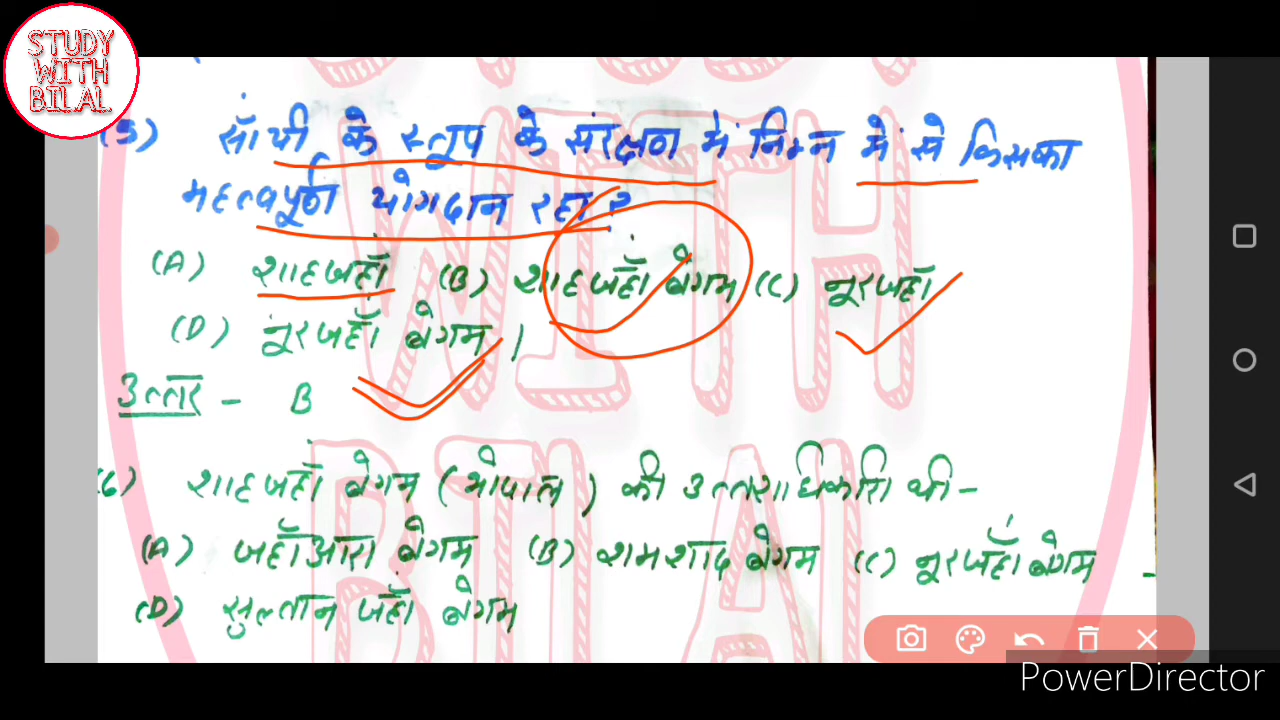 STUDY
WITH
BILAL
(5) साँची के स्तूप के संरक्षण में निम्न में से किसका
महत्वपूर्ण योगदान रहा?
(A) शाहजहाँ (B) शाहजहाँ बेगम (C) नूरजहाँ
(D) नूरजहाँ बेगम।
उत्तर - B
(6) शाहजहाँ बेगम (भोपाल) की उत्तराधिकारी थी -
(A) जहाँआरा बेगम (B) शमशाद बेगम (C) नूरजहाँ बेगम
(D) सुल्तान जहाँ बेगम
WITH
PowerDirector